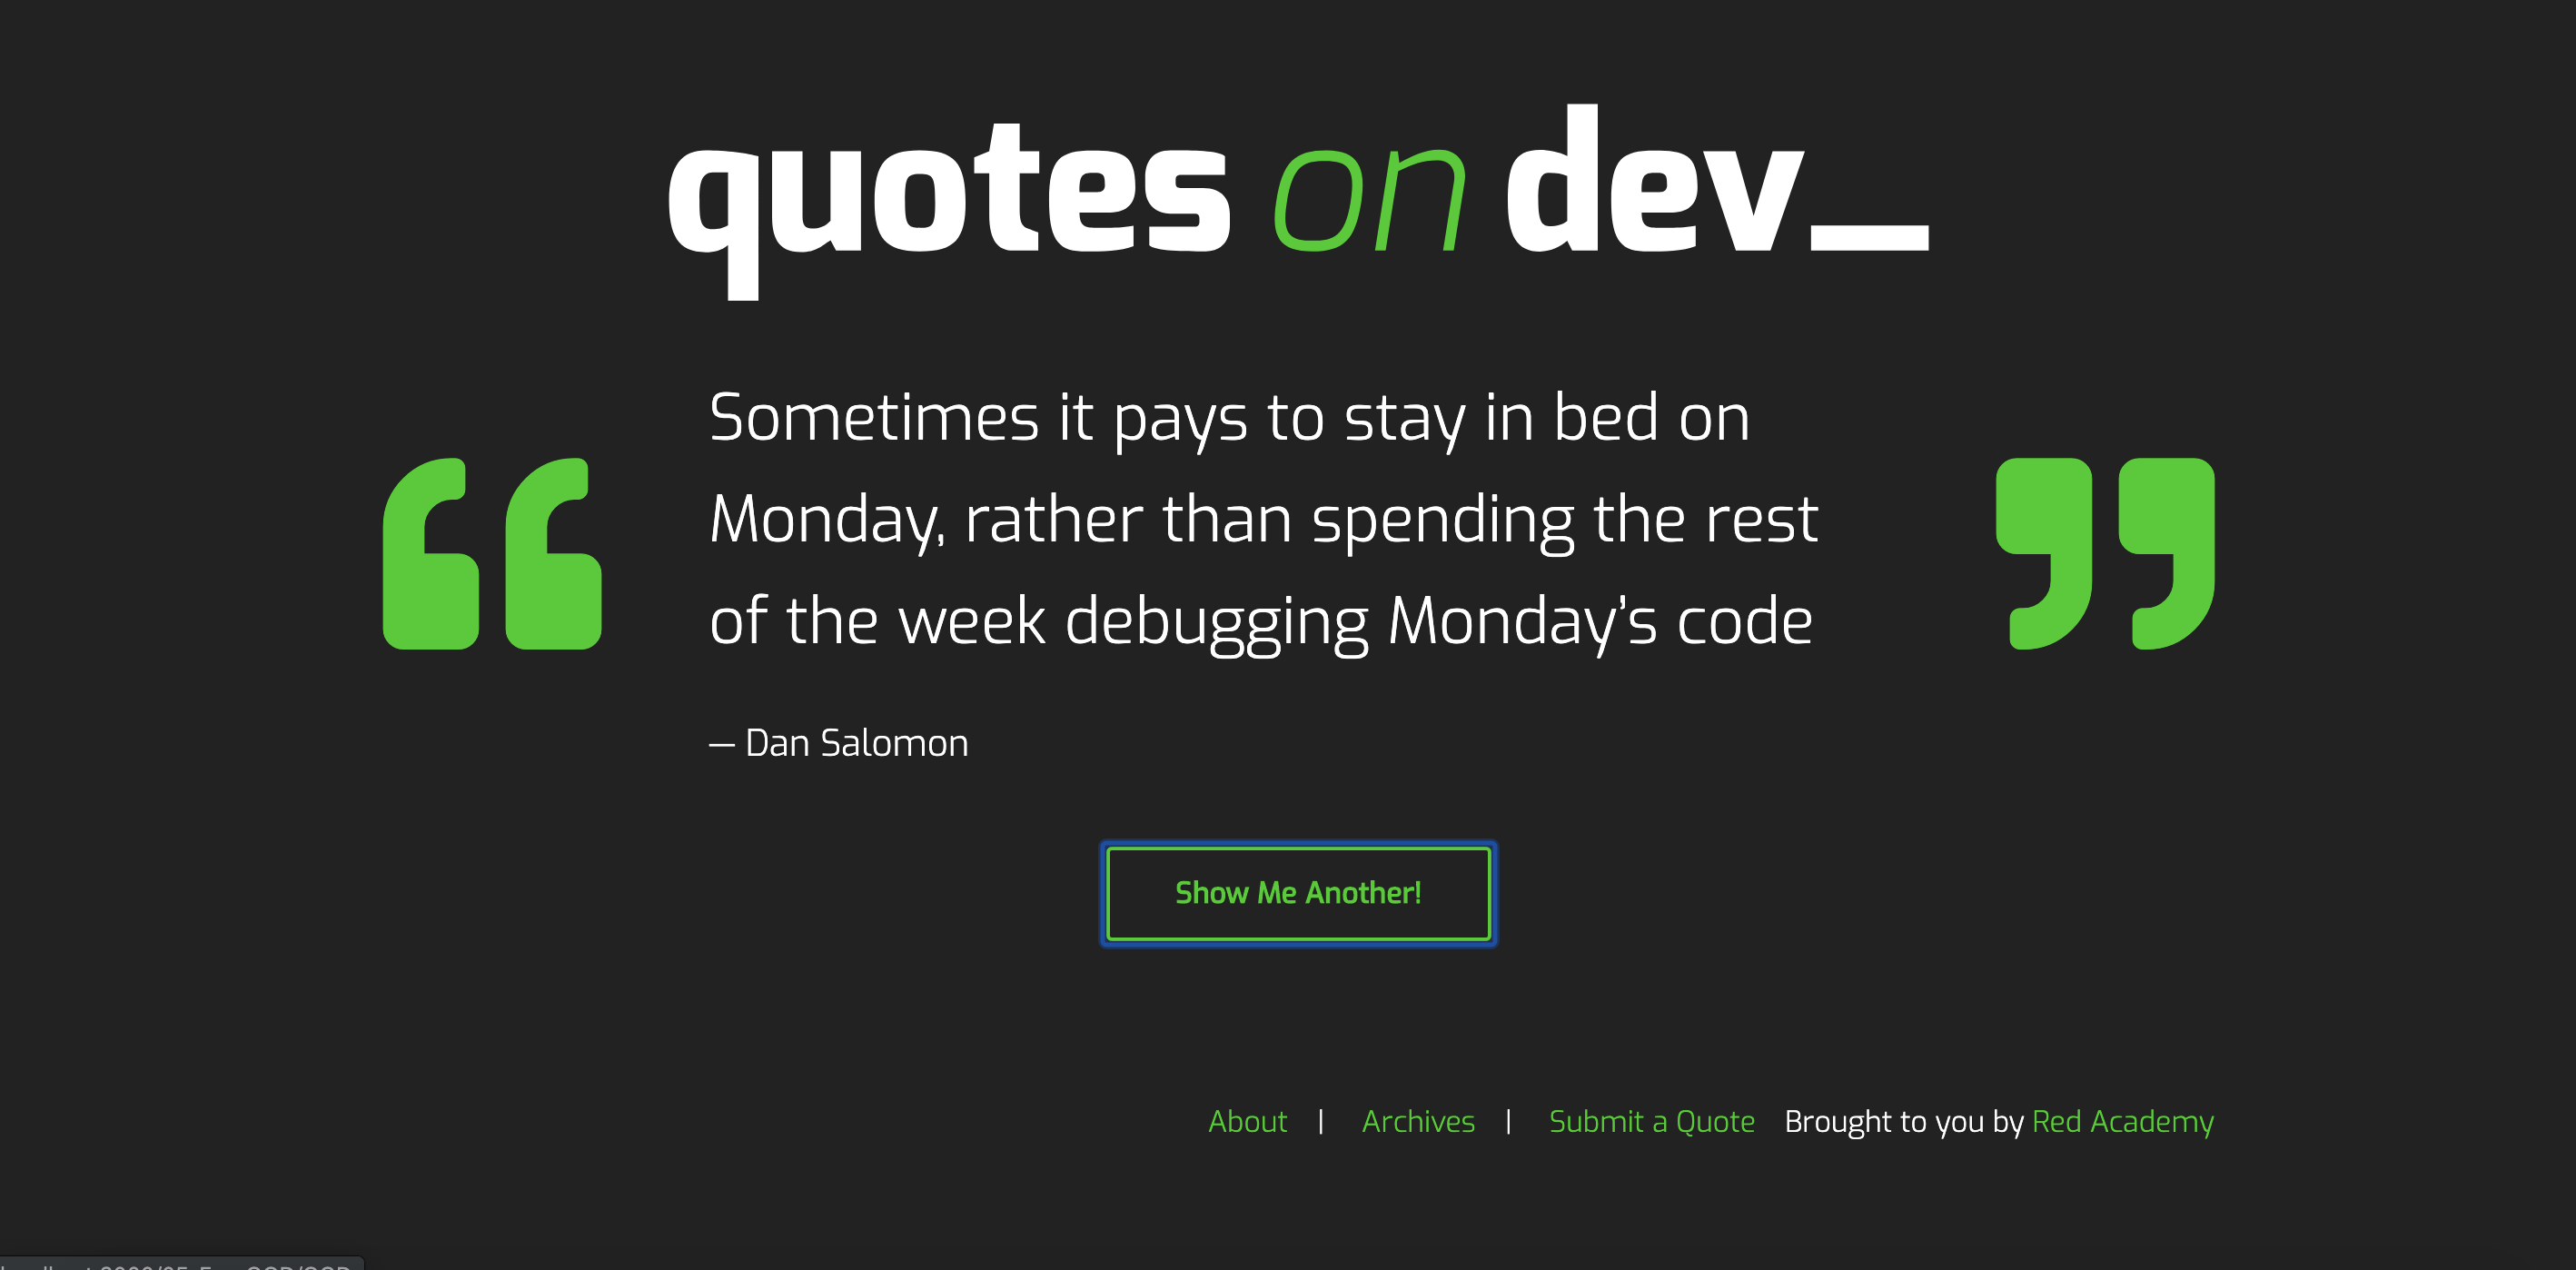 quotes on dev_
Sometimes it pays to stay in bed on
Monday, rather than spending the rest
of the week debugging Monday’s code
— Dan Salomon
Show Me Another!
About | Archives | Submit a Quote Brought to you by Red Academy